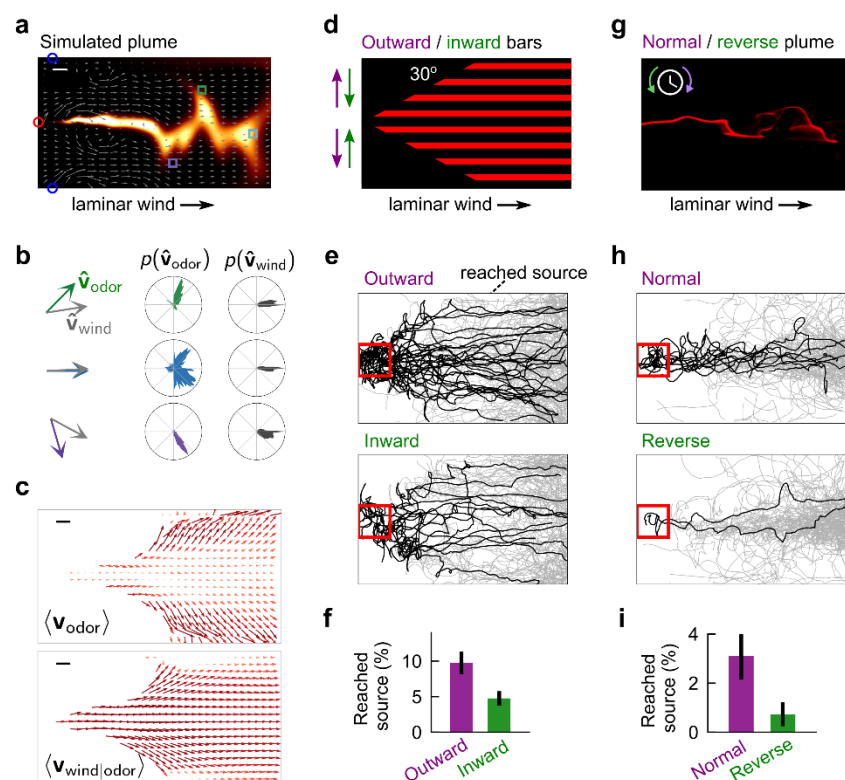 a
Simulated plume
laminar wind
b
p(v̂odor) p(v̂wind)
v̂odor
v̂wind
c
⟨vodor⟩
⟨vwind|odor⟩
d
Outward / inward bars
30°
laminar wind
e
Outward
reached source
Inward
f
Reached
source (%)
10
5
0
Outward
Inward
g
Normal / reverse plume
laminar wind
h
Normal
Reverse
i
Reached
source (%)
4
2
0
Normal
Reverse